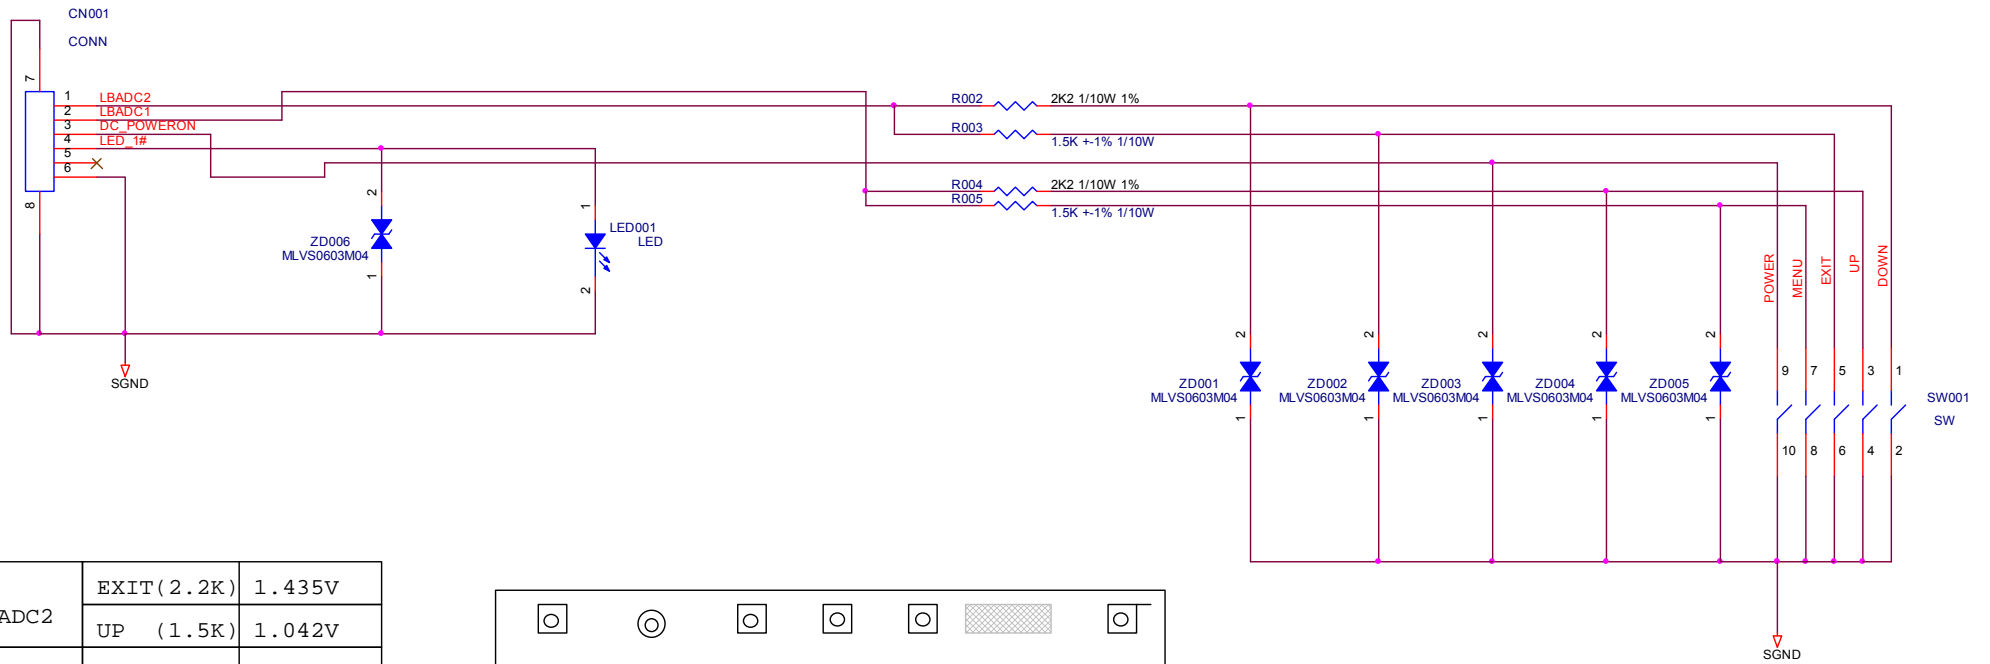 CN001
CONN
7
1 LBADC2
2 LBADC1
3 DC_POWERON
4 LED_1#
5
6
8
R002 2K2 1/10W 1%
R003
1.5K +-1% 1/10W
R004 2K2 1/10W 1%
R005
1.5K +-1% 1/10W
2
ZD006
MLVS0603M04
1
1
LED001
LED
2
SGND
POWER
MENU
EXIT
UP
DOWN
2 2 2 2 2
ZD001
MLVS0603M04
ZD002
MLVS0603M04
ZD003
MLVS0603M04
ZD004
MLVS0603M04
ZD005
MLVS0603M04
1 1 1 1 1
9 7 5 3 1
SW001
SW
10 8 6 4 2
SGND
ADC2
EXIT(2.2K) 1.435V
UP (1.5K) 1.042V